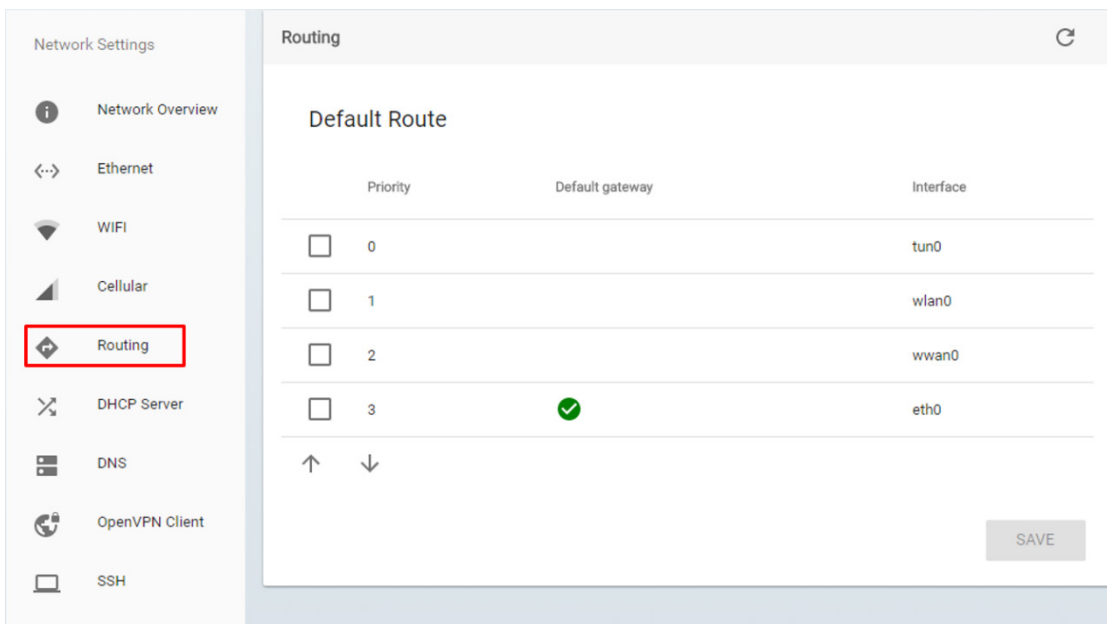 Network Settings
Network Overview
Ethernet
WIFI
Cellular
Routing
DHCP Server
DNS
OpenVPN Client
SSH
Routing
Default Route
Priority Default gateway Interface
0 tun0
1 wlan0
2 wwan0
3 eth0
SAVE